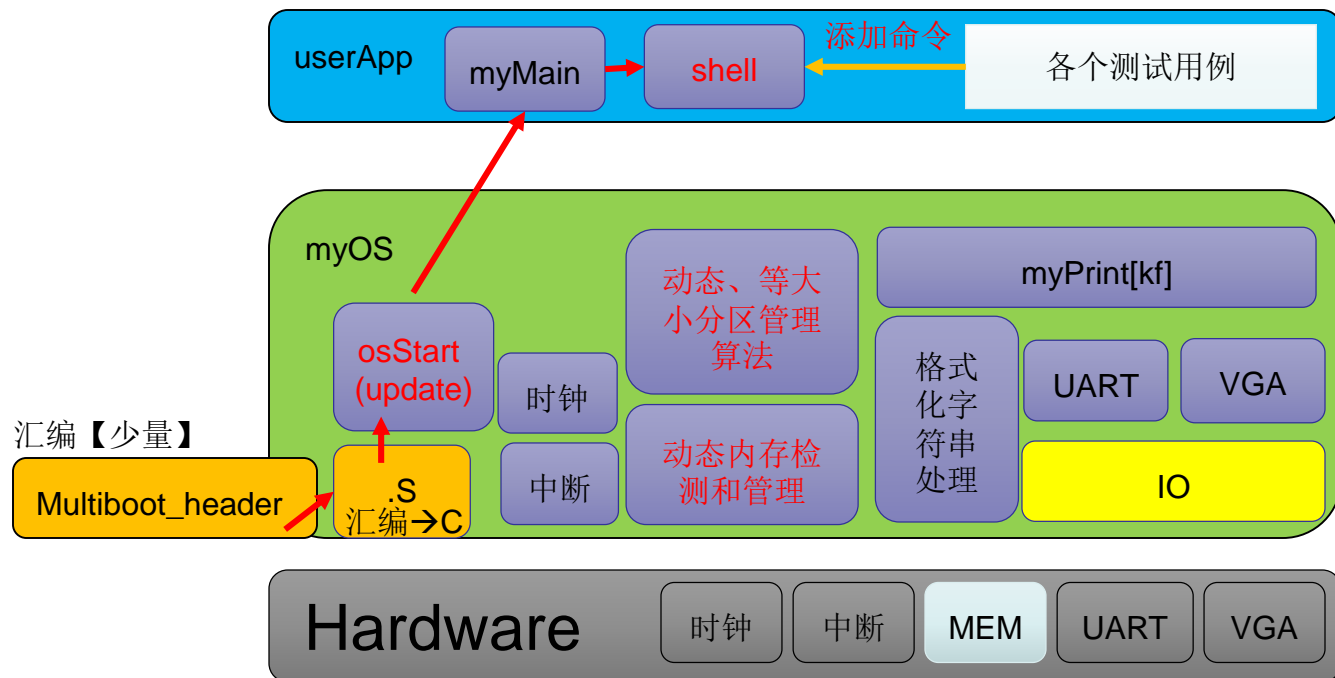 userApp
myMain
shell
添加命令
各个测试用例
myOS
osStart
(update)
时钟
中断
动态、等大
小分区管理
算法
动态内存检
测和管理
myPrint[kf]
格式
化字
符串
处理
UART
VGA
IO
汇编【少量】
Multiboot_header
.S
汇编→C
Hardware
时钟
中断
MEM
UART
VGA